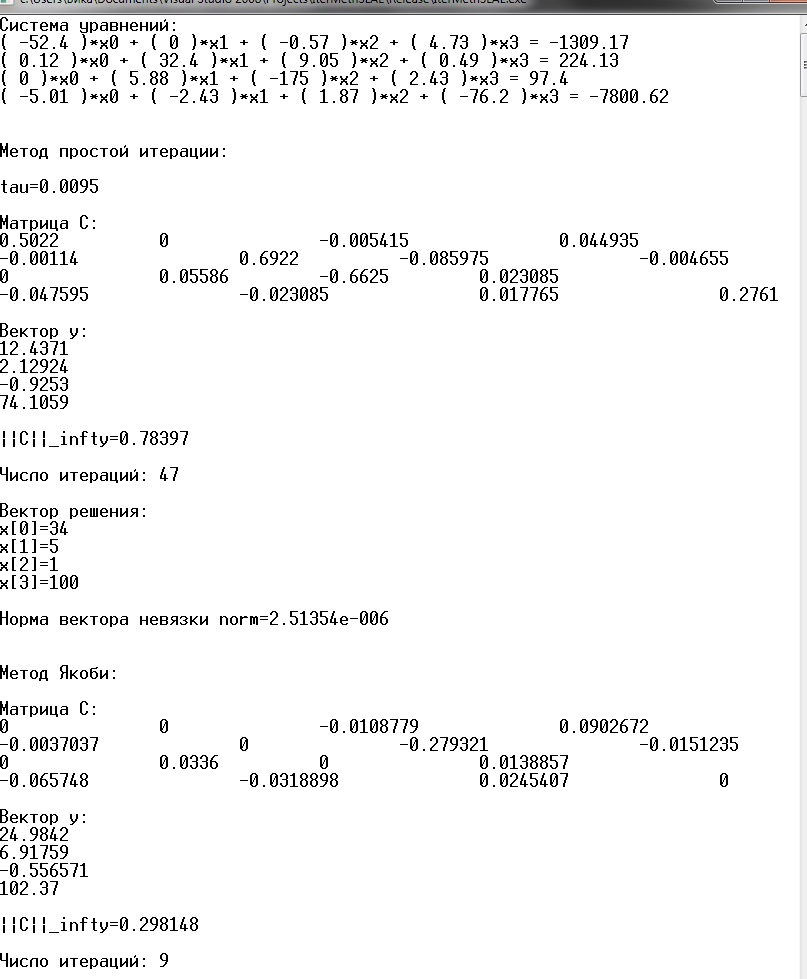 Система уравнений:
( -52.4 )*x0 + ( 0 )*x1 + ( -0.57 )*x2 + ( 4.73 )*x3 = -1309.17
( 0.12 )*x0 + ( 32.4 )*x1 + ( 9.05 )*x2 + ( 0.49 )*x3 = 224.13
( 0 )*x0 + ( 5.88 )*x1 + ( -175 )*x2 + ( 2.43 )*x3 = 97.4
( -5.01 )*x0 + ( -2.43 )*x1 + ( 1.87 )*x2 + ( -76.2 )*x3 = -7800.62
Метод простой итерации:
tau=0.0095
Матрица C:
0.5022 0 -0.005415 0.044935
-0.00114 0.6922 -0.085975 -0.004655
0 0.05586 -0.6625 0.023085
-0.047595 -0.023085 0.017765 0.2761
Вектор y:
12.4371
2.12924
-0.9253
74.1059
||C||_infty=0.78397
Число итераций: 47
Вектор решения:
x[0]=34
x[1]=5
x[2]=1
x[3]=100
Норма вектора невязки norm=2.51354e-006
Метод Якоби:
Матрица C:
0 0 -0.0108779 0.0902672
-0.0037037 0 -0.279321 -0.0151235
0 0.0336 0 0.0138857
-0.065748 -0.0318898 0.0245407 0
Вектор y:
24.9842
6.91759
-0.556571
102.37
||C||_infty=0.298148
Число итераций: 9